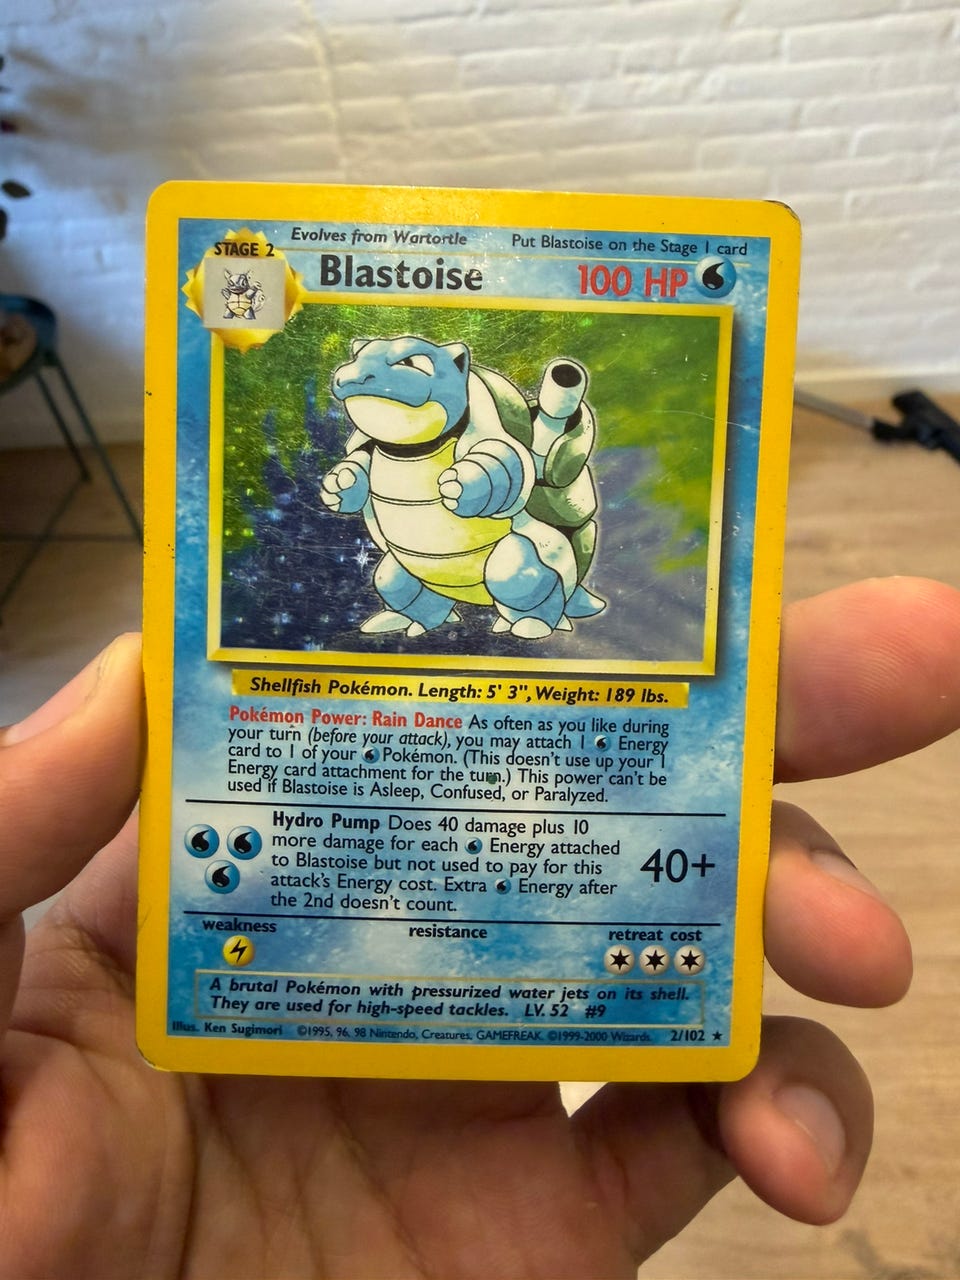 STAGE 2
Evolves from Wartortle
Put Blastoise on the Stage 1 card
Blastoise
100 HP
Shellfish Pokémon. Length: 5' 3", Weight: 189 lbs.
Pokémon Power: Rain Dance As often as you like during
your turn (before your attack), you may attach 1 Energy
card to 1 of your Pokémon. (This doesn't use up your 1
Energy card attachment for the turn.) This power can't be
used if Blastoise is Asleep, Confused, or Paralyzed.
Hydro Pump Does 40 damage plus 10
more damage for each Energy attached
to Blastoise but not used to pay for this
attack's Energy cost. Extra Energy after
the 2nd doesn't count.
40+
weakness
resistance
retreat cost
A brutal Pokémon with pressurized water jets on its shell.
They are used for high-speed tackles. LV. 52 #9
Illus. Ken Sugimori ©1995, 96, 98 Nintendo, Creatures, GAMEFREAK. ©1999-2000 Wizards. 2/102 ★